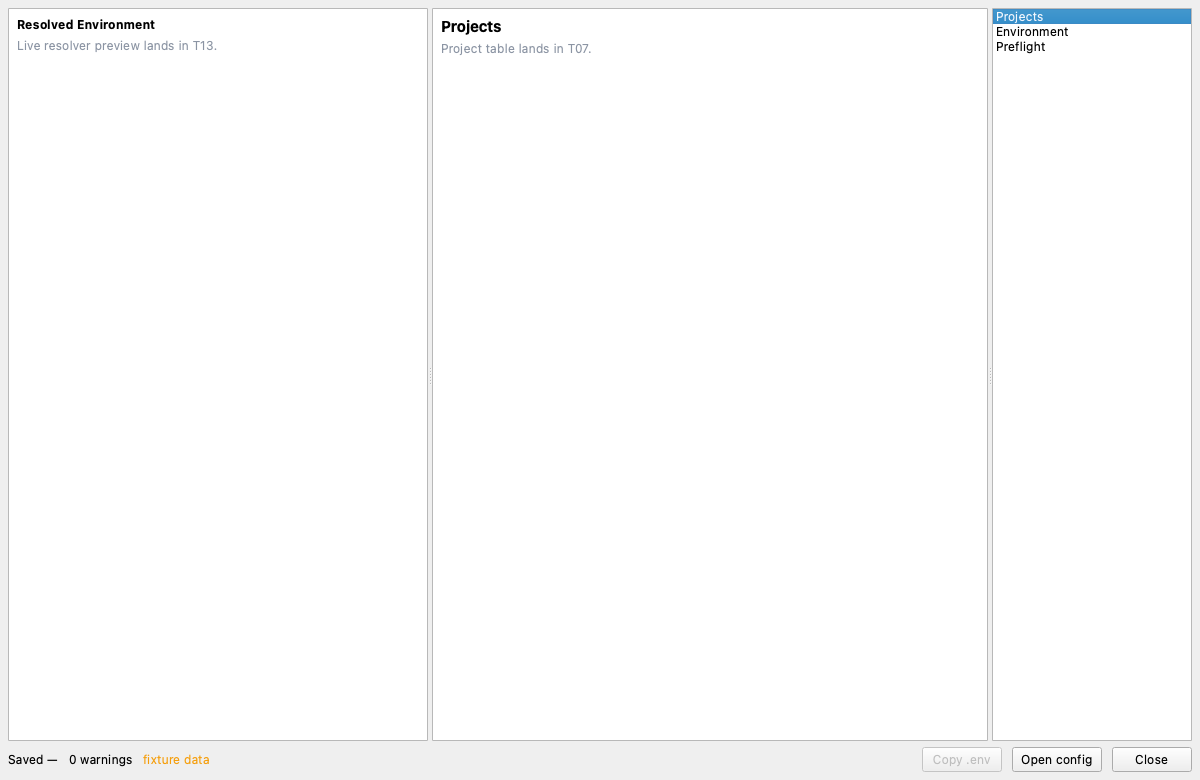 Resolved Environment
Live resolver preview lands in T13.
Projects
Project table lands in T07.
Projects
Environment
Preflight
Saved — 0 warnings fixture data
Copy .env Open config Close